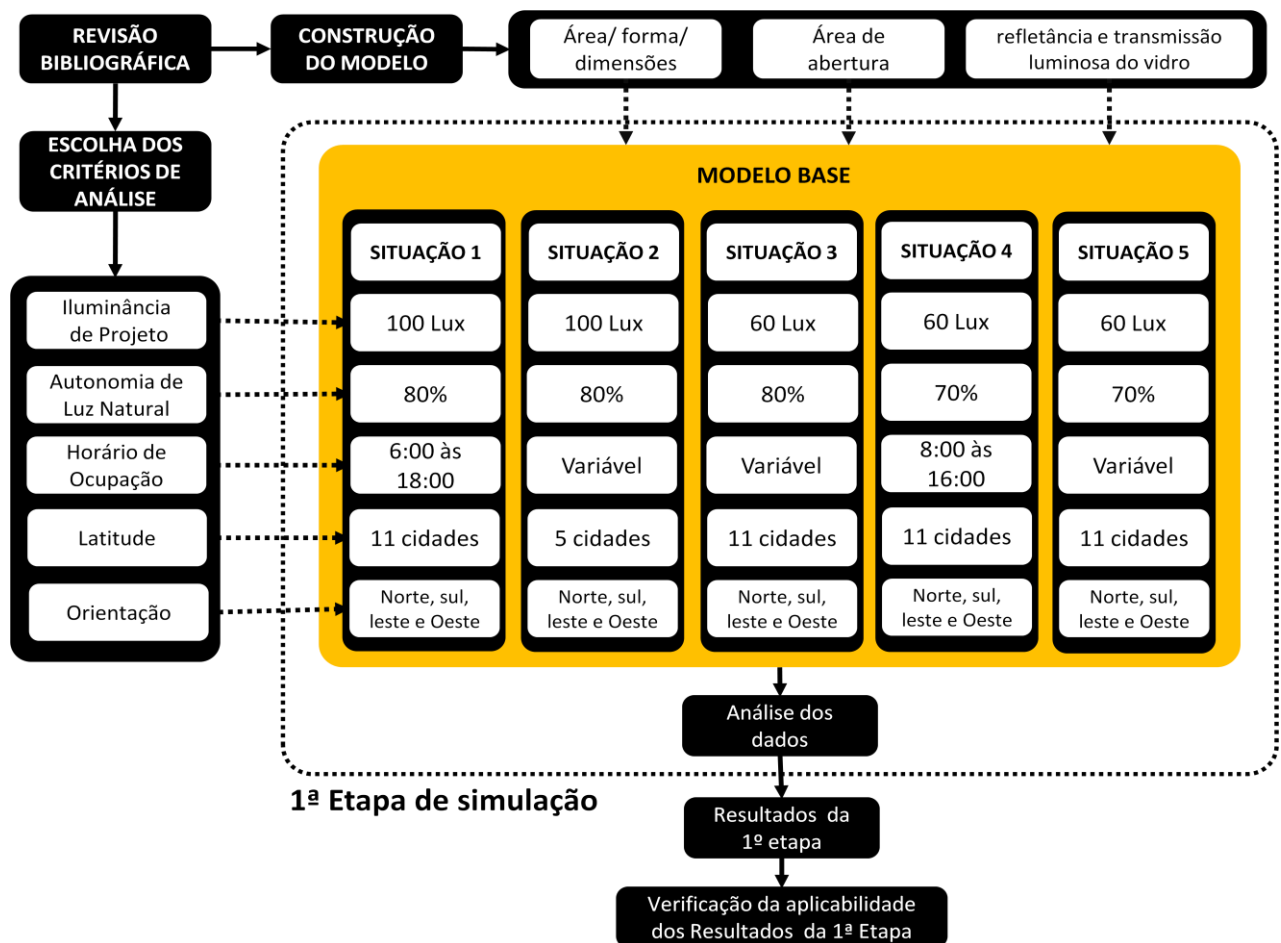 REVISÃO
BIBLIOGRÁFICA
CONSTRUÇÃO
DO MODELO
Área/ forma/
dimensões
Área de
abertura
refletância e transmissão
luminosa do vidro
ESCOLHA DOS
CRITÉRIOS DE
ANÁLISE
MODELO BASE
SITUAÇÃO 1
SITUAÇÃO 2
SITUAÇÃO 3
SITUAÇÃO 4
SITUAÇÃO 5
Iluminância
de Projeto
100 Lux
100 Lux
60 Lux
60 Lux
60 Lux
Autonomia de
Luz Natural
80%
80%
80%
70%
70%
Horário de
Ocupação
6:00 às
18:00
Variável
Variável
8:00 às
16:00
Variável
Latitude
11 cidades
5 cidades
11 cidades
11 cidades
11 cidades
Orientação
Norte, sul,
leste e Oeste
Norte, sul,
leste e Oeste
Norte, sul,
leste e Oeste
Norte, sul,
leste e Oeste
Norte, sul,
leste e Oeste
Análise dos
dados
1ª Etapa de simulação
Resultados da
1º etapa
Verificação da aplicabilidade
dos Resultados da 1ª Etapa